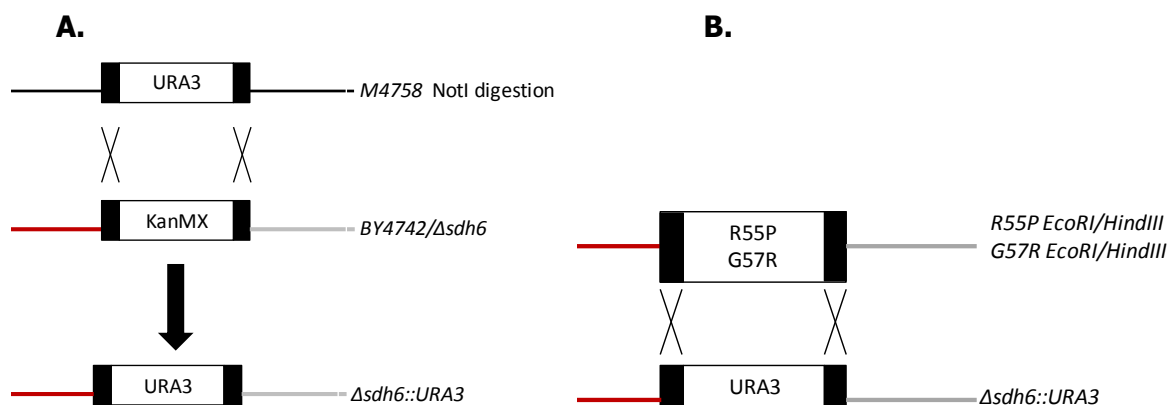 A.
URA3
M4758 NotI digestion
KanMX
BY4742/Δsdh6
URA3
Δsdh6::URA3
B.
R55P
G57R
R55P EcoRI/HindIII
G57R EcoRI/HindIII
URA3
Δsdh6::URA3